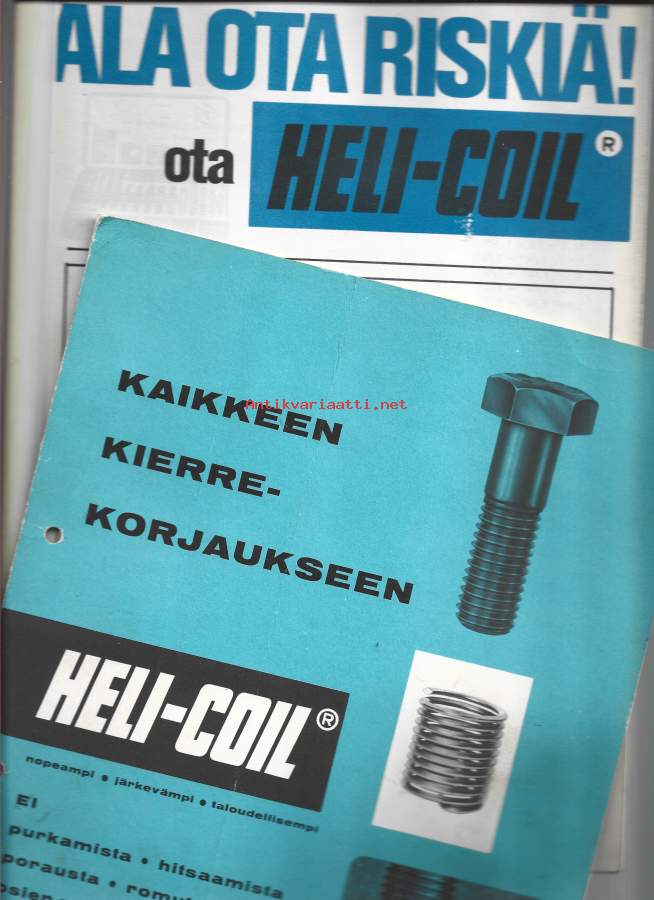 ÄLÄ OTA RISKIÄ!
ota HELI-COIL®
KAIKKEEN
Antikvariaatti.net
KIERRE-
KORJAUKSEEN
HELI-COIL®
nopeampi • järkevämpi • taloudellisempi
EI
purkamista • hitsaamista
porausta •